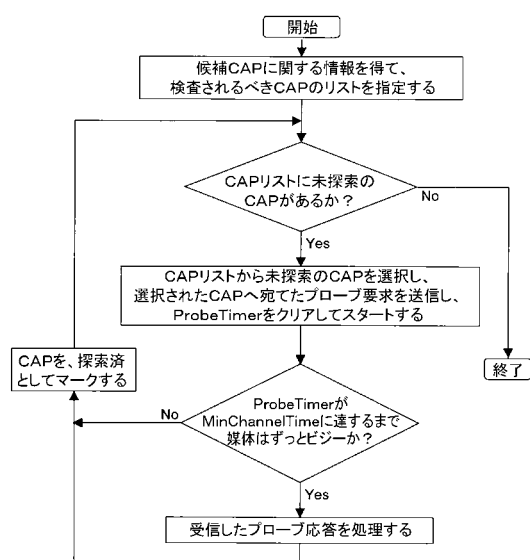 開始
候補CAPに関する情報を得て、
検査されるべきCAPのリストを指定する
CAPリストに未探索の
CAPがあるか？
No
Yes
CAPリストから未探索のCAPを選択し、
選択されたCAPへ宛てたプローブ要求を送信し、
ProbeTimerをクリアしてスタートする
CAPを、探索済
としてマークする
終了
ProbeTimerが
MinChannelTimeに達するまで
媒体はずっとビジーか？
No
Yes
受信したプローブ応答を処理する